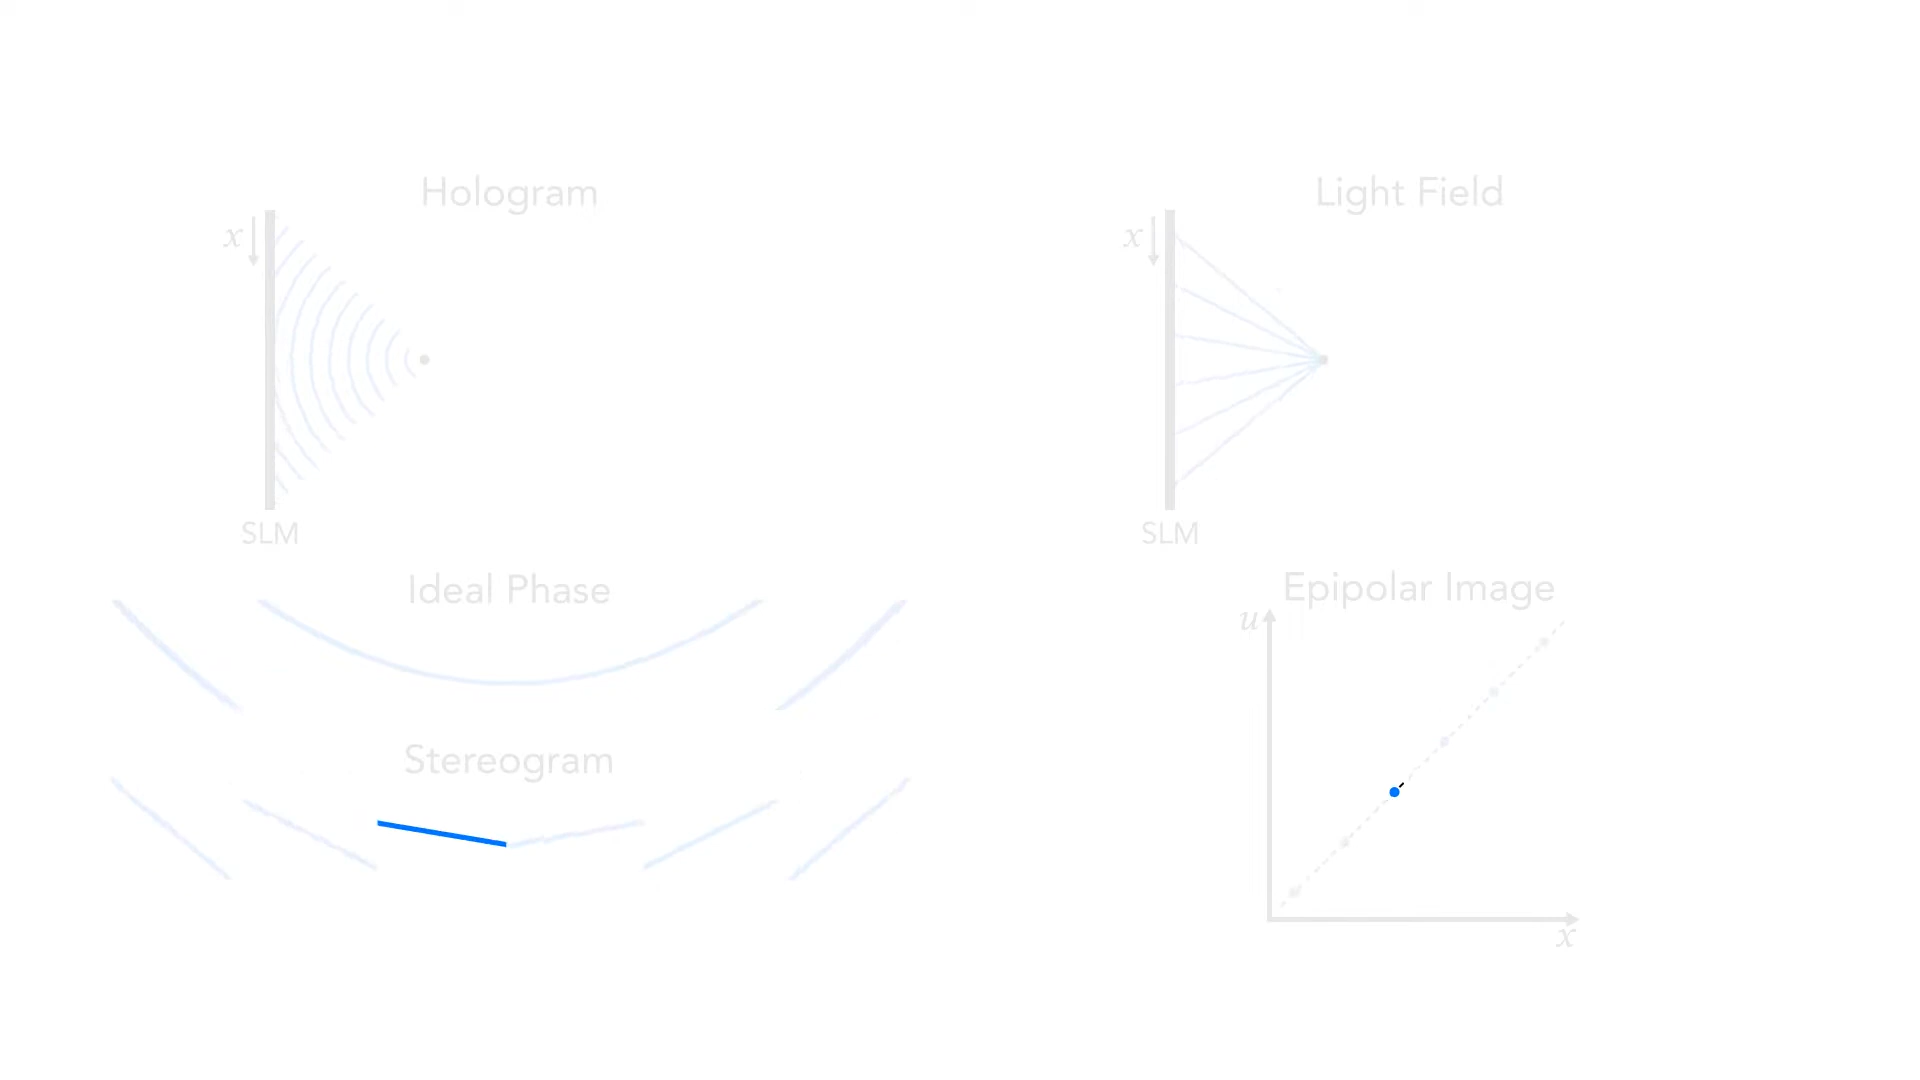 Hologram
x
SLM
Light Field
x
SLM
Ideal Phase
Stereogram
Epipolar Image
u
x